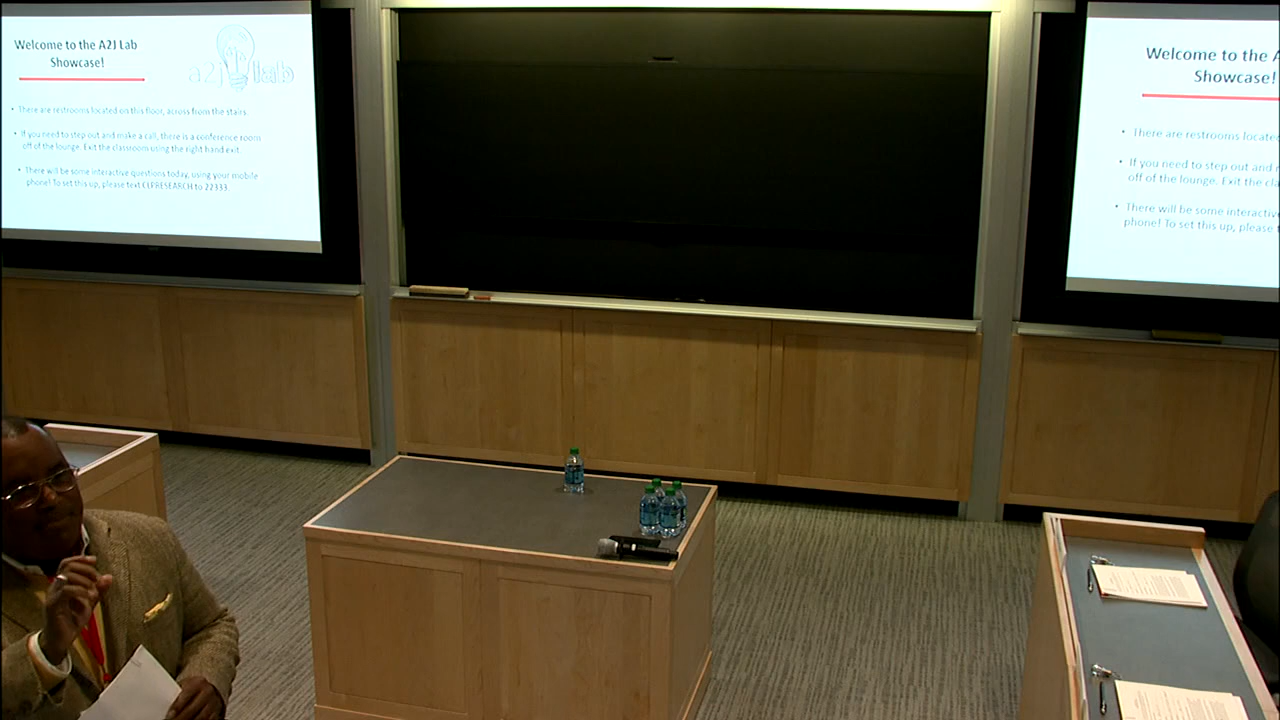 Welcome to the A2J Lab
Showcase!
a2j lab
• There are restrooms located on this floor, across from the stairs.
• If you need to step out and make a call, there is a conference room
off of the lounge. Exit the classroom using the right hand exit.
• There will be some interactive questions today, using your mobile
phone! To set this up, please text CLPRESEARCH to 22333.
Welcome to the A
Showcase!
• There are restrooms locate
• If you need to step out and
off of the lounge. Exit the cla
• There will be some interactiv
phone! To set this up, please